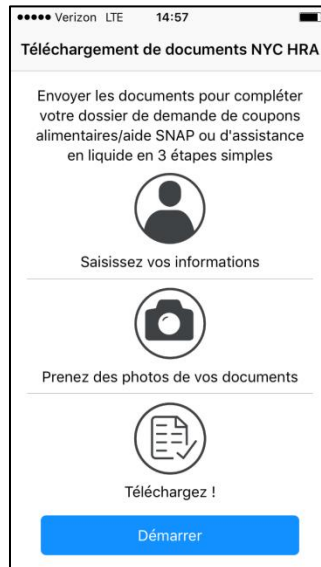 Verizon LTE 14:57
Téléchargement de documents NYC HRA
Envoyer les documents pour compléter
votre dossier de demande de coupons
alimentaires/aide SNAP ou d'assistance
en liquide en 3 étapes simples
Saisissez vos informations
Prenez des photos de vos documents
Téléchargez !
Démarrer